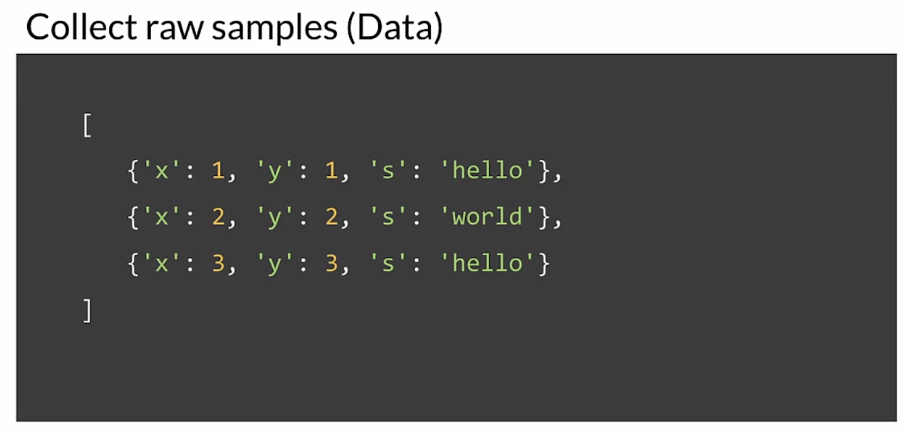 Collect raw samples (Data)
[
{'x': 1, 'y': 1, 's': 'hello'},
{'x': 2, 'y': 2, 's': 'world'},
{'x': 3, 'y': 3, 's': 'hello'}
]